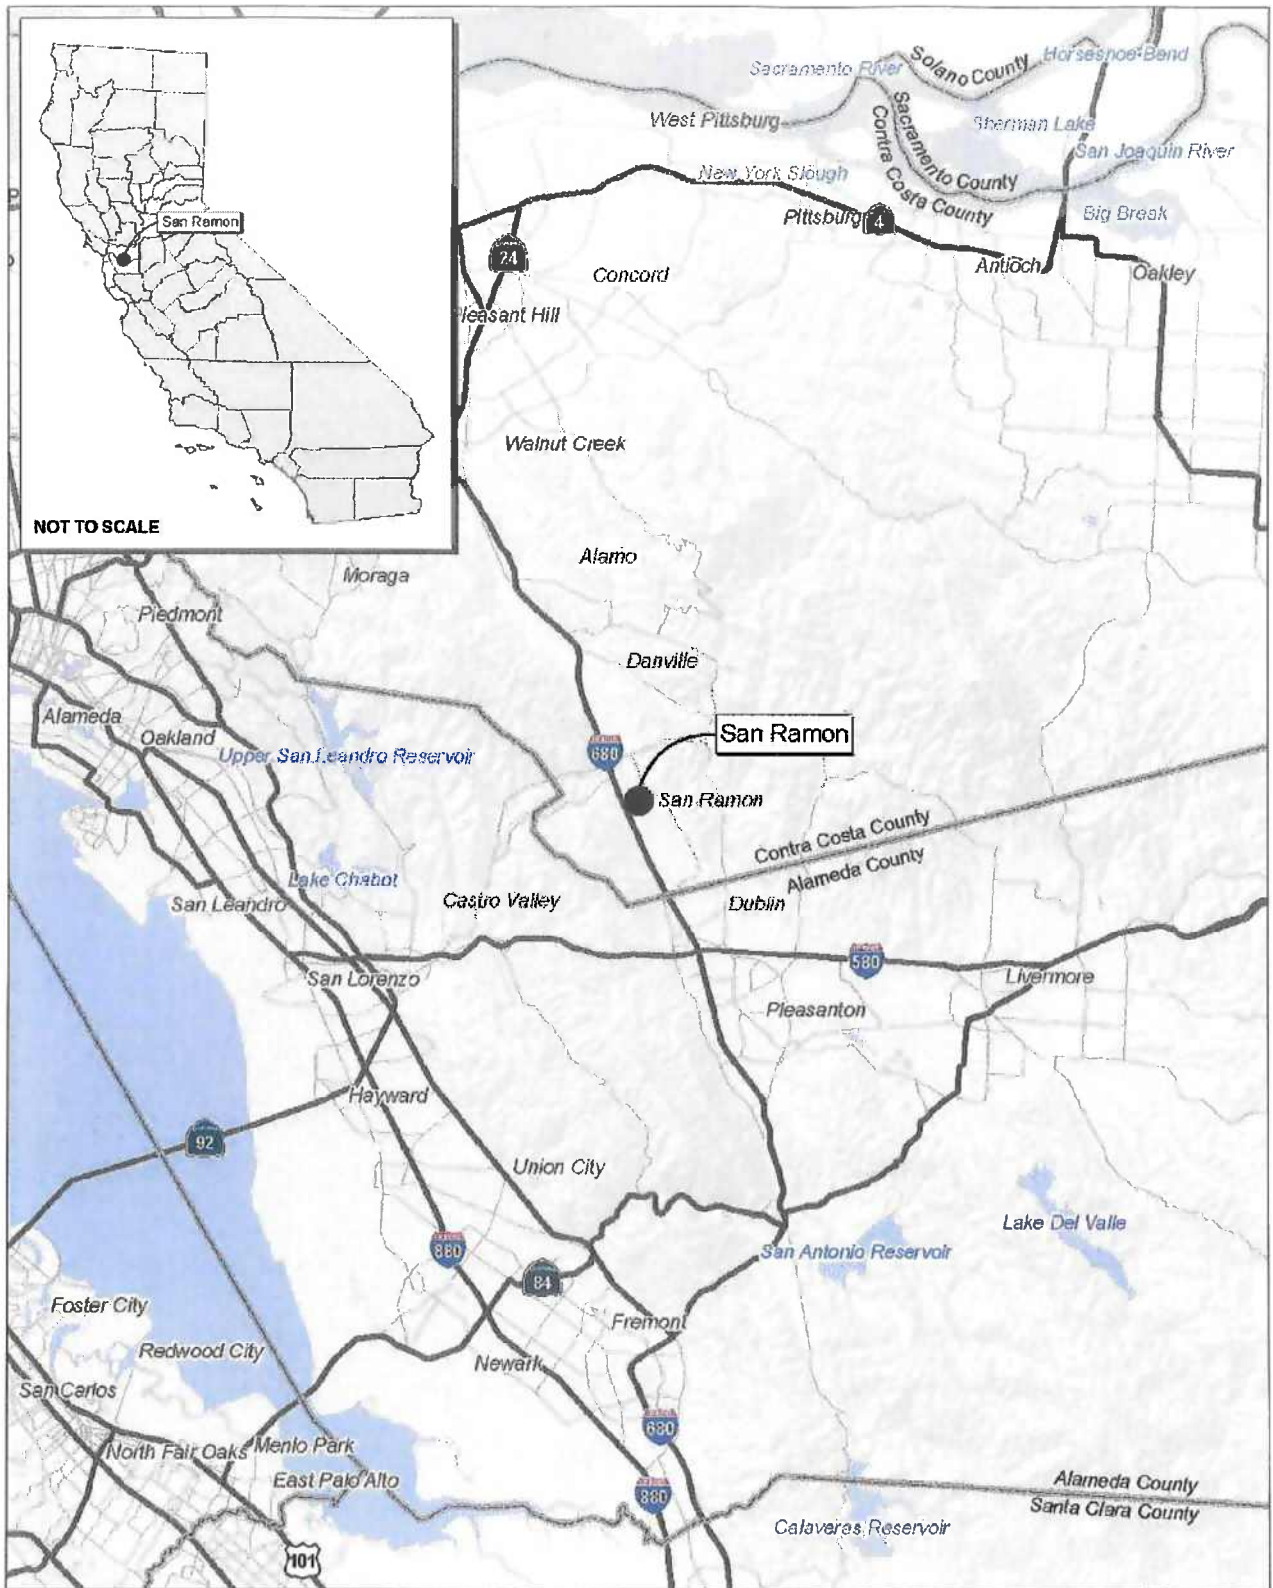 Sacramento River
Solano County
Horseshoe Bend
West Pittsburg
Sacramento County
Contra Costa County
Sherman Lake
San Joaquin River
New York Slough
Pittsburg
4
Big Break
San Ramon
24
Concord
Antioch
Oakley
Pleasant Hill
Walnut Creek
NOT TO SCALE
Alamo
Moraga
Piedmont
Danville
Alameda
Oakland
Upper San Leandro Reservoir
680
San Ramon
San Ramon
Contra Costa County
Alameda County
Lake Chabot
San Leandro
Castro Valley
Dublin
580
San Lorenzo
Livermore
Pleasanton
Hayward
92
Union City
Lake Del Valle
880
San Antonio Reservoir
84
Foster City
Fremont
Redwood City
Newark
San Carlos
680
North Fair Oaks
Menlo Park
East Palo Alto
880
Alameda County
Santa Clara County
Calaveras Reservoir
101